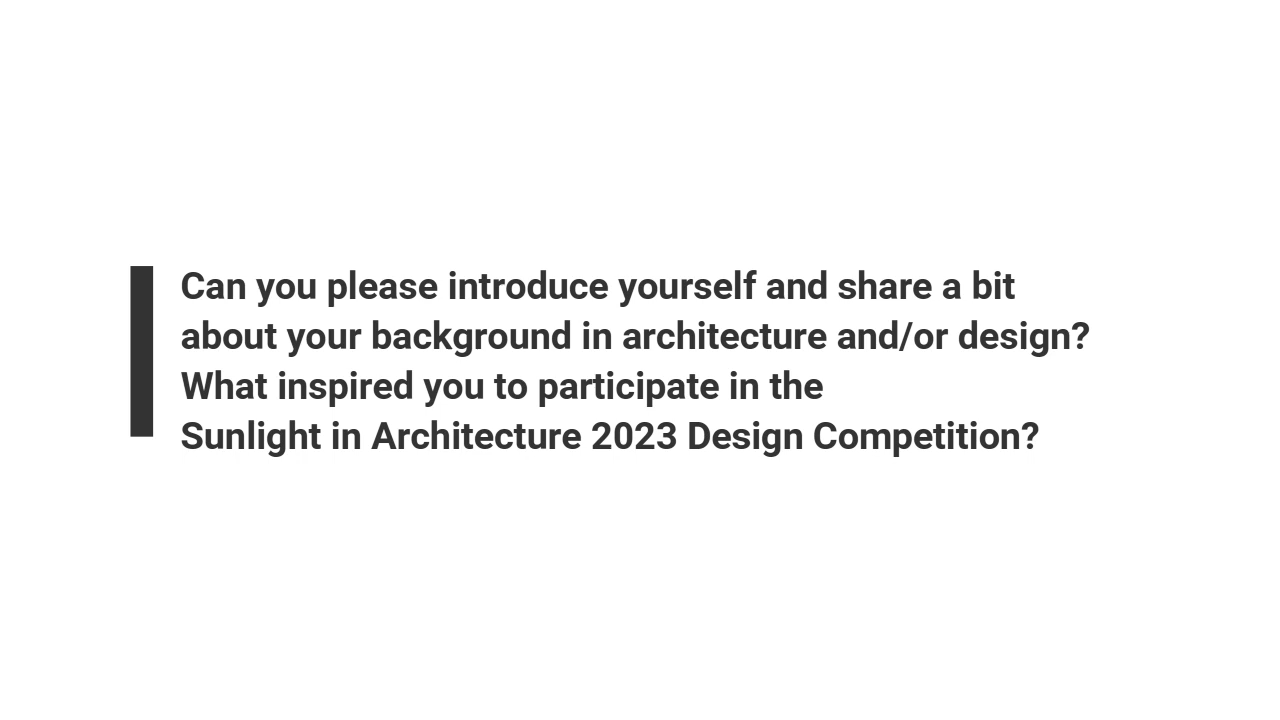 Can you please introduce yourself and share a bit
about your background in architecture and/or design?
What inspired you to participate in the
Sunlight in Architecture 2023 Design Competition?